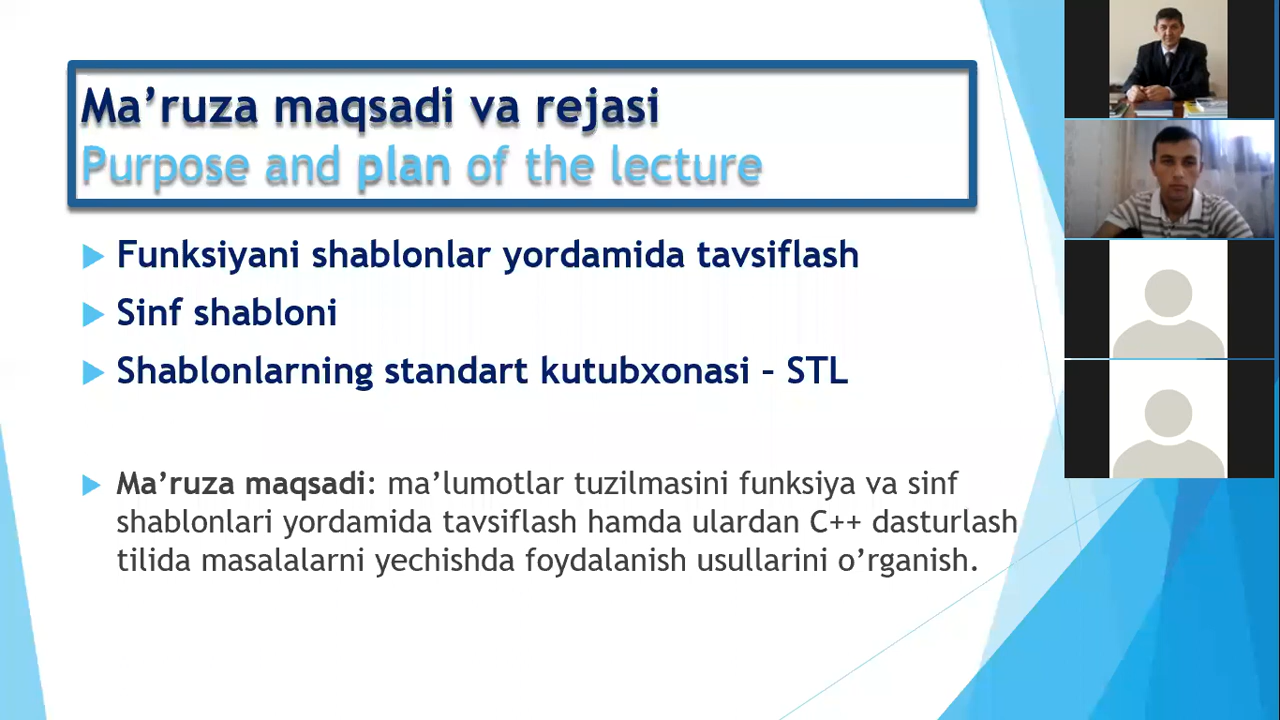 Ma’ruza maqsadi va rejasi
Purpose and plan of the lecture
Funksiyani shablonlar yordamida tavsiflash
Sinf shabloni
Shablonlarning standart kutubxonasi – STL
Ma’ruza maqsadi: ma’lumotlar tuzilmasini funksiya va sinf
shablonlari yordamida tavsiflash hamda ulardan C++ dasturlash
tilida masalalarni yechishda foydalanish usullarini o’rganish.